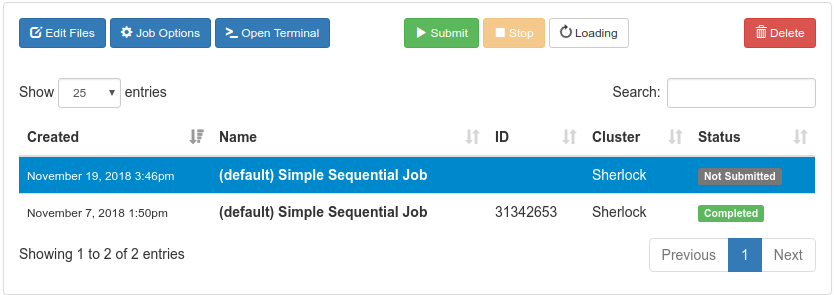 Edit Files Job Options Open Terminal Submit Stop Loading Delete
Show 25 entries Search:
Created Name ID Cluster Status
November 19, 2018 3:46pm (default) Simple Sequential Job Sherlock Not Submitted
November 7, 2018 1:50pm (default) Simple Sequential Job 31342653 Sherlock Completed
Showing 1 to 2 of 2 entries Previous 1 Next